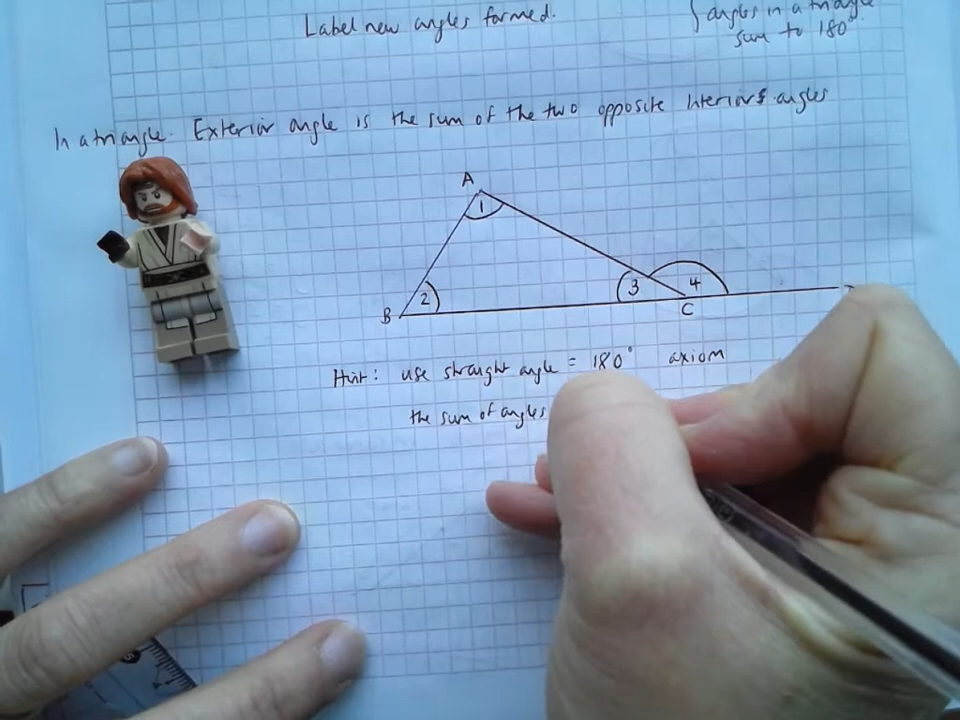 Label new angles formed.
angles in a triangle
sum to 180°
In a triangle. Exterior angle is the sum of the two opposite Interior angles
A
1
2
3
4
B
C
Hint: use straight angle = 180° axiom
the sum of angles